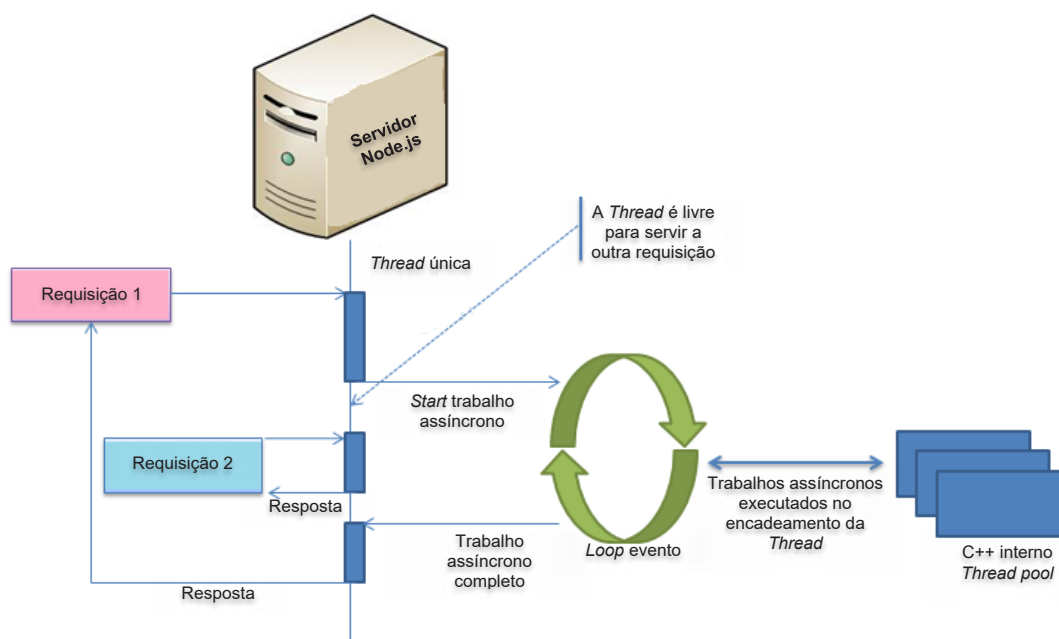 Servidor
Node.js
A Thread é livre
para servir a
outra requisição
Thread única
Requisição 1
Start trabalho
assíncrono
Requisição 2
Resposta
Trabalhos assíncronos
executados no
encadeamento da
Thread
Trabalho
assíncrono
completo
Loop evento
C++ interno
Thread pool
Resposta